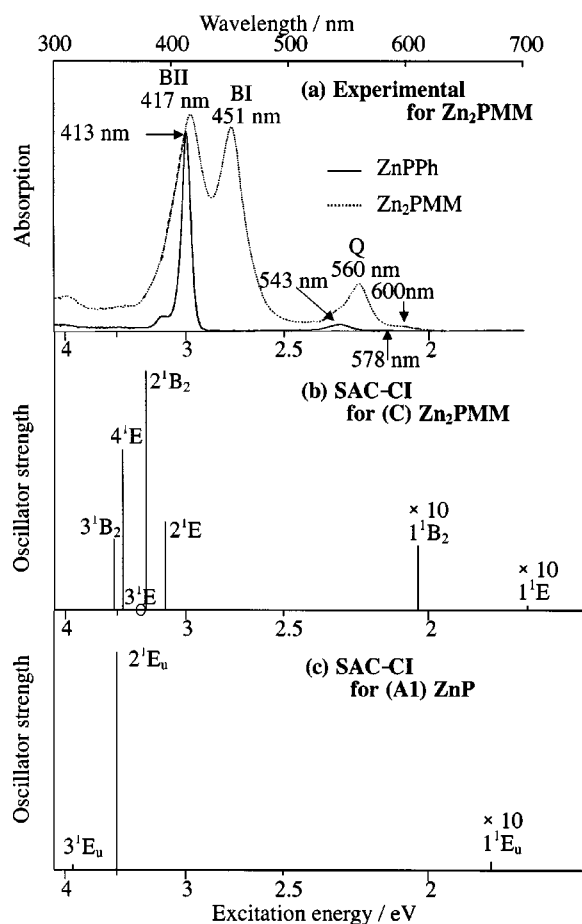 Wavelength / nm
300 400 500 600 700
BII
417 nm
BI
451 nm
413 nm
(a) Experimental
for Zn₂PMM
ZnPPh
Zn₂PMM
Q
560 nm
543 nm
600nm
578 nm
Absorption
4 3 2.5 2
(b) SAC-CI
for (C) Zn₂PMM
2¹B₂
4¹E
3¹B₂
2¹E
3¹E
× 10
1¹B₂
× 10
1¹E
Oscillator strength
4 3 2.5 2
(c) SAC-CI
for (A1) ZnP
2¹Eᵤ
3¹Eᵤ
× 10
1¹Eᵤ
Oscillator strength
4 3 2.5 2
Excitation energy / eV